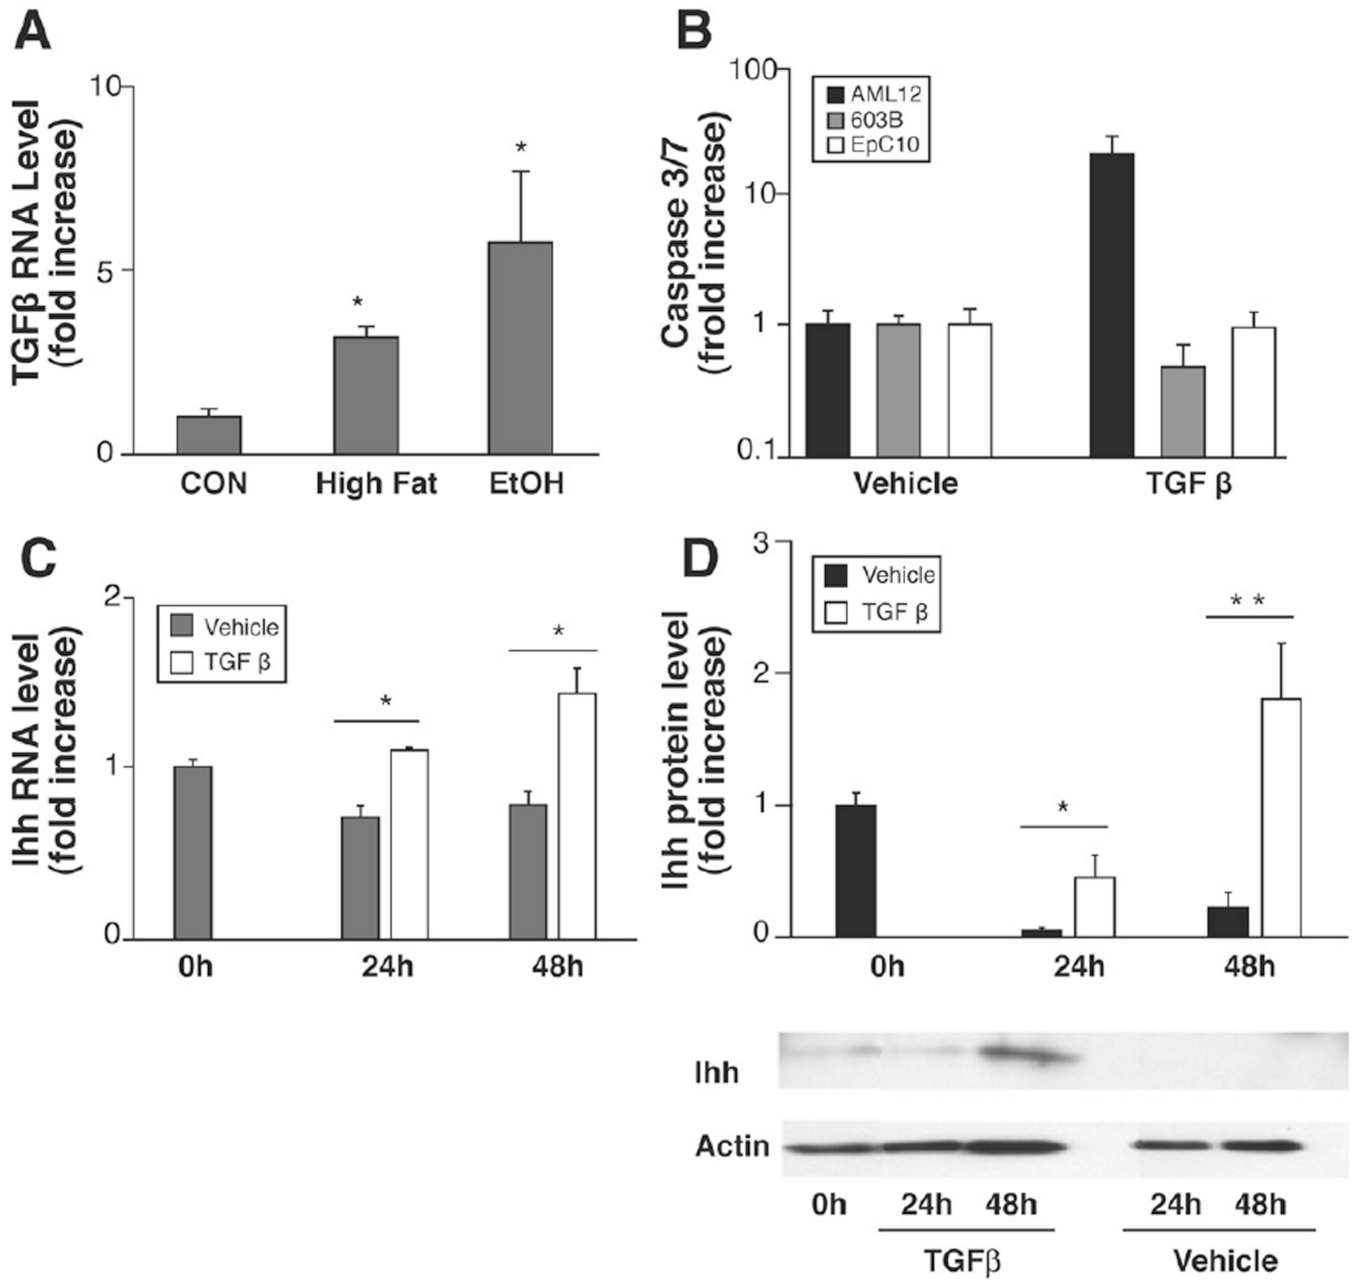 A
TGFβ RNA Level
(fold increase)
10
5
0
*
*
CON High Fat EtOH
B
Caspase 3/7
(frold increase)
100
10
1
0.1
AML12
603B
EpC10
Vehicle TGF β
C
Ihh RNA level
(fold increase)
2
1
0
Vehicle
TGF β
*
*
0h 24h 48h
D
Ihh protein level
(fold increase)
3
2
1
0
Vehicle
TGF β
*
* *
0h 24h 48h
Ihh
Actin
0h 24h 48h 24h 48h
TGFβ Vehicle